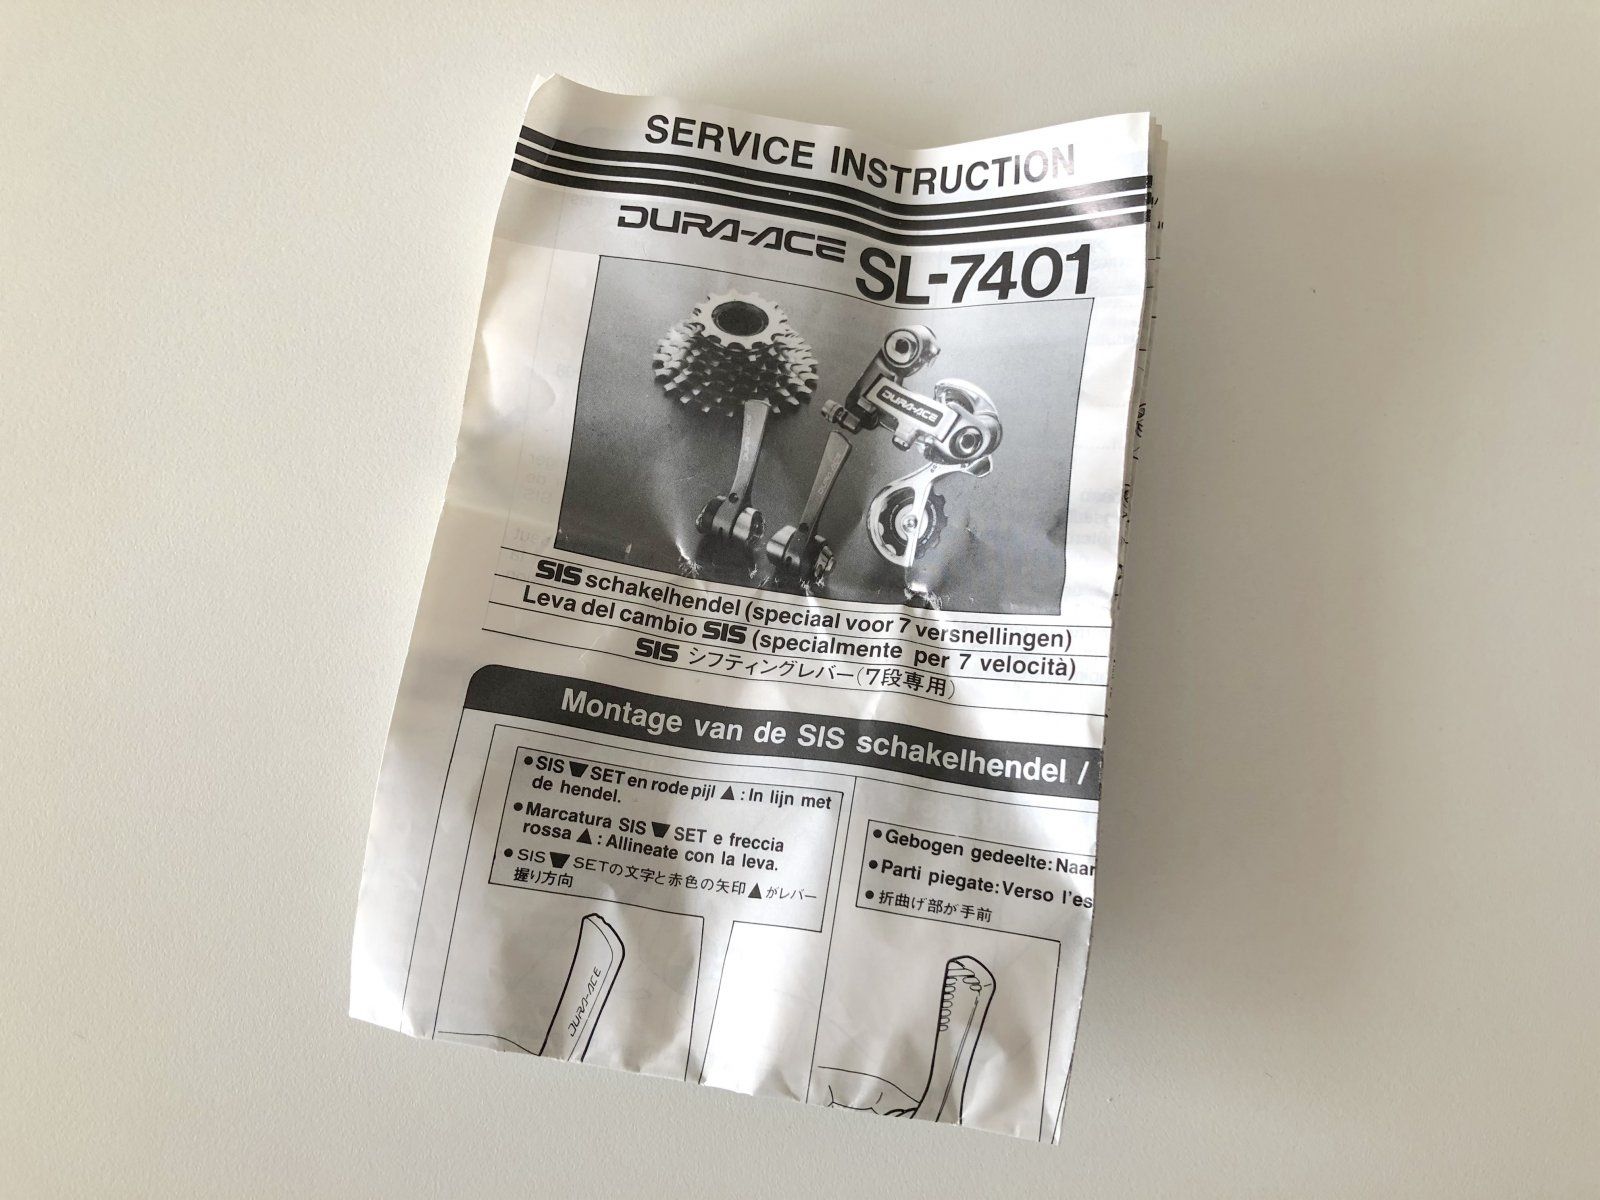 SERVICE INSTRUCTION
DURA-ACE SL-7401
DURA-ACE
SIS schakelhendel (speciaal voor 7 versnellingen)
Leva del cambio SIS (specialmente per 7 velocità)
SIS シフティングレバー(7段専用)
Montage van de SIS schakelhendel /
●SIS▼SET en rode pijl ▲: In lijn met
de hendel.
●Marcatura SIS ▼ SET e freccia
rossa ▲: Allineate con la leva.
●SIS▼SETの文字と赤色の矢印▲がレバー
握り方向
●Gebogen gedeelte: Naar
●Parti piegate: Verso l'es
●折曲げ部が手前
DURA-ACE